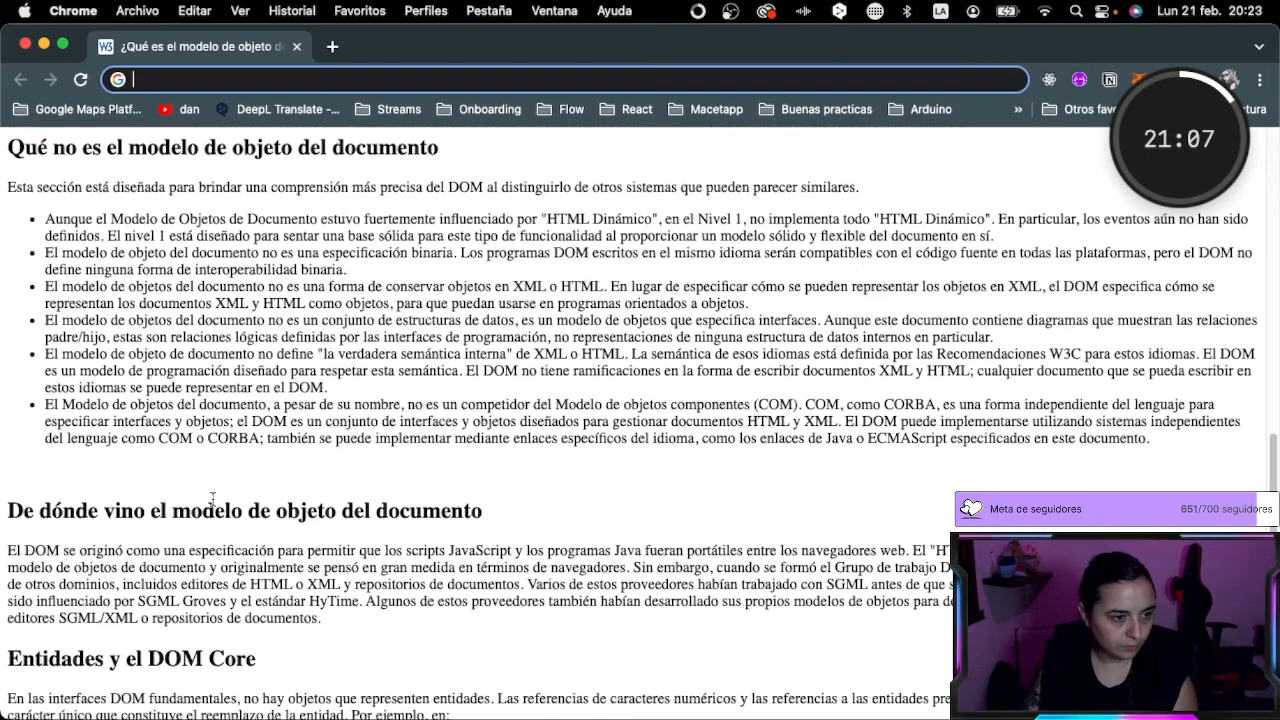 Chrome Archivo Editar Ver Historial Favoritos Perfiles Pestaña Ventana Ayuda LA Lun 21 feb. 20:23
W3 ¿Qué es el modelo de objeto d
Google Maps Platf... dan DeepL Translate -... Streams Onboarding Flow React Macetapp Buenas practicas Arduino » Otros fav tura
21:07
Qué no es el modelo de objeto del documento
Esta sección está diseñada para brindar una comprensión más precisa del DOM al distinguirlo de otros sistemas que pueden parecer similares.
• Aunque el Modelo de Objetos de Documento estuvo fuertemente influenciado por "HTML Dinámico", en el Nivel 1, no implementa todo "HTML Dinámico". En particular, los eventos aún no han sido
definidos. El nivel 1 está diseñado para sentar una base sólida para este tipo de funcionalidad al proporcionar un modelo sólido y flexible del documento en sí.
• El modelo de objeto del documento no es una especificación binaria. Los programas DOM escritos en el mismo idioma serán compatibles con el código fuente en todas las plataformas, pero el DOM no
define ninguna forma de interoperabilidad binaria.
• El modelo de objetos del documento no es una forma de conservar objetos en XML o HTML. En lugar de especificar cómo se pueden representar los objetos en XML, el DOM especifica cómo se
representan los documentos XML y HTML como objetos, para que puedan usarse en programas orientados a objetos.
• El modelo de objetos del documento no es un conjunto de estructuras de datos, es un modelo de objetos que especifica interfaces. Aunque este documento contiene diagramas que muestran las relaciones
padre/hijo, estas son relaciones lógicas definidas por las interfaces de programación, no representaciones de ninguna estructura de datos internos en particular.
• El modelo de objeto de documento no define "la verdadera semántica interna" de XML o HTML. La semántica de esos idiomas está definida por las Recomendaciones W3C para estos idiomas. El DOM
es un modelo de programación diseñado para respetar esta semántica. El DOM no tiene ramificaciones en la forma de escribir documentos XML y HTML; cualquier documento que se pueda escribir en
estos idiomas se puede representar en el DOM.
• El Modelo de objetos del documento, a pesar de su nombre, no es un competidor del Modelo de objetos componentes (COM). COM, como CORBA, es una forma independiente del lenguaje para
especificar interfaces y objetos; el DOM es un conjunto de interfaces y objetos diseñados para gestionar documentos HTML y XML. El DOM puede implementarse utilizando sistemas independientes
del lenguaje como COM o CORBA; también se puede implementar mediante enlaces específicos del idioma, como los enlaces de Java o ECMAScript especificados en este documento.
De dónde vino el modelo de objeto del documento
Meta de seguidores 651/700 seguidores
El DOM se originó como una especificación para permitir que los scripts JavaScript y los programas Java fueran portátiles entre los navegadores web. El "HT
modelo de objetos de documento y originalmente se pensó en gran medida en términos de navegadores. Sin embargo, cuando se formó el Grupo de trabajo D
de otros dominios, incluidos editores de HTML o XML y repositorios de documentos. Varios de estos proveedores habían trabajado con SGML antes de que s
sido influenciado por SGML Groves y el estándar HyTime. Algunos de estos proveedores también habían desarrollado sus propios modelos de objetos para do
editores SGML/XML o repositorios de documentos.
Entidades y el DOM Core
En las interfaces DOM fundamentales, no hay objetos que representen entidades. Las referencias de caracteres numéricos y las referencias a las entidades pre
carácter único que constituye el reemplazo de la entidad. Por ejemplo, en: